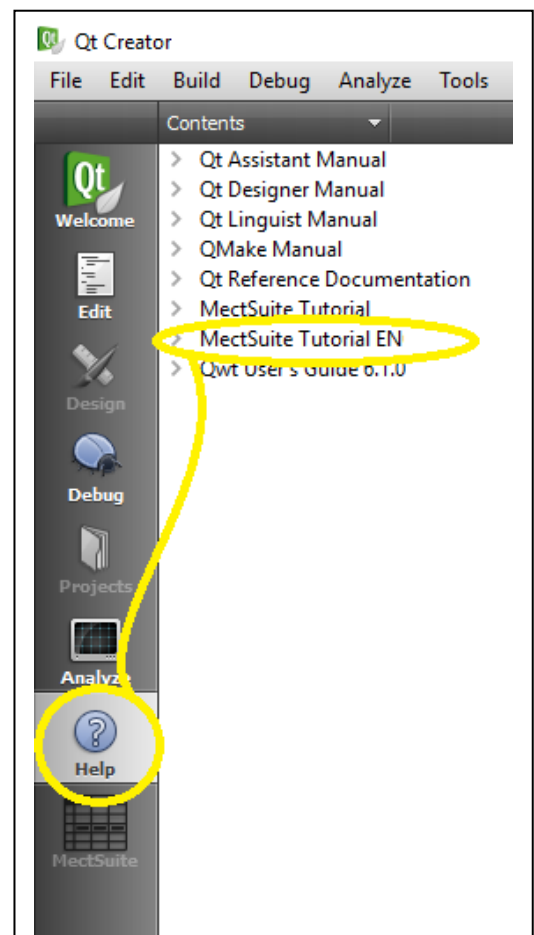 Qt Creator
File Edit Build Debug Analyze Tools
Contents
Qt Assistant Manual
Qt Designer Manual
Qt Linguist Manual
QMake Manual
Qt Reference Documentation
MectSuite Tutorial
MectSuite Tutorial EN
Qwt User's Guide 6.1.0
Qt
Welcome
Edit
Design
Debug
Projects
Analyze
Help
MectSuite